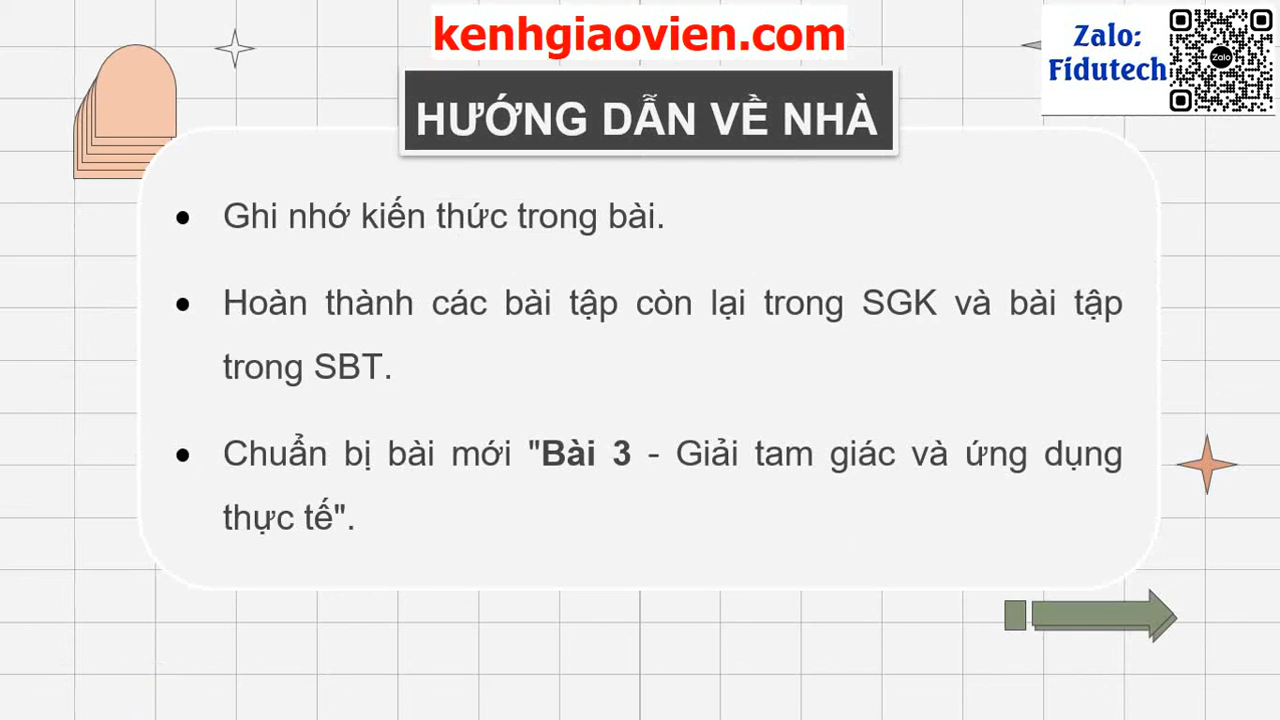 kenhgiaovien.com
Zalo:
Fidutech
Zalo
HƯỚNG DẪN VỀ NHÀ
● Ghi nhớ kiến thức trong bài.
● Hoàn thành các bài tập còn lại trong SGK và bài tập
trong SBT.
● Chuẩn bị bài mới "Bài 3 - Giải tam giác và ứng dụng
thực tế".